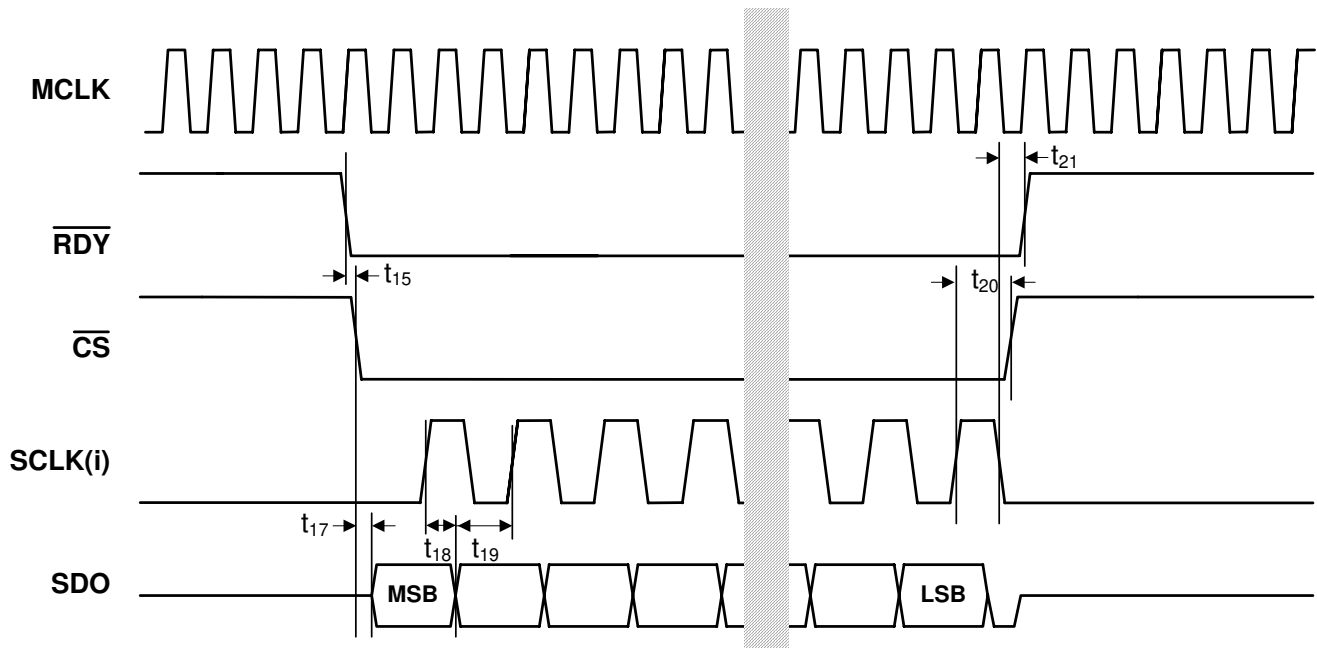 MCLK
t21
RDY
t15
t20
CS
SCLK(i)
t17
t18
t19
SDO
MSB
LSB